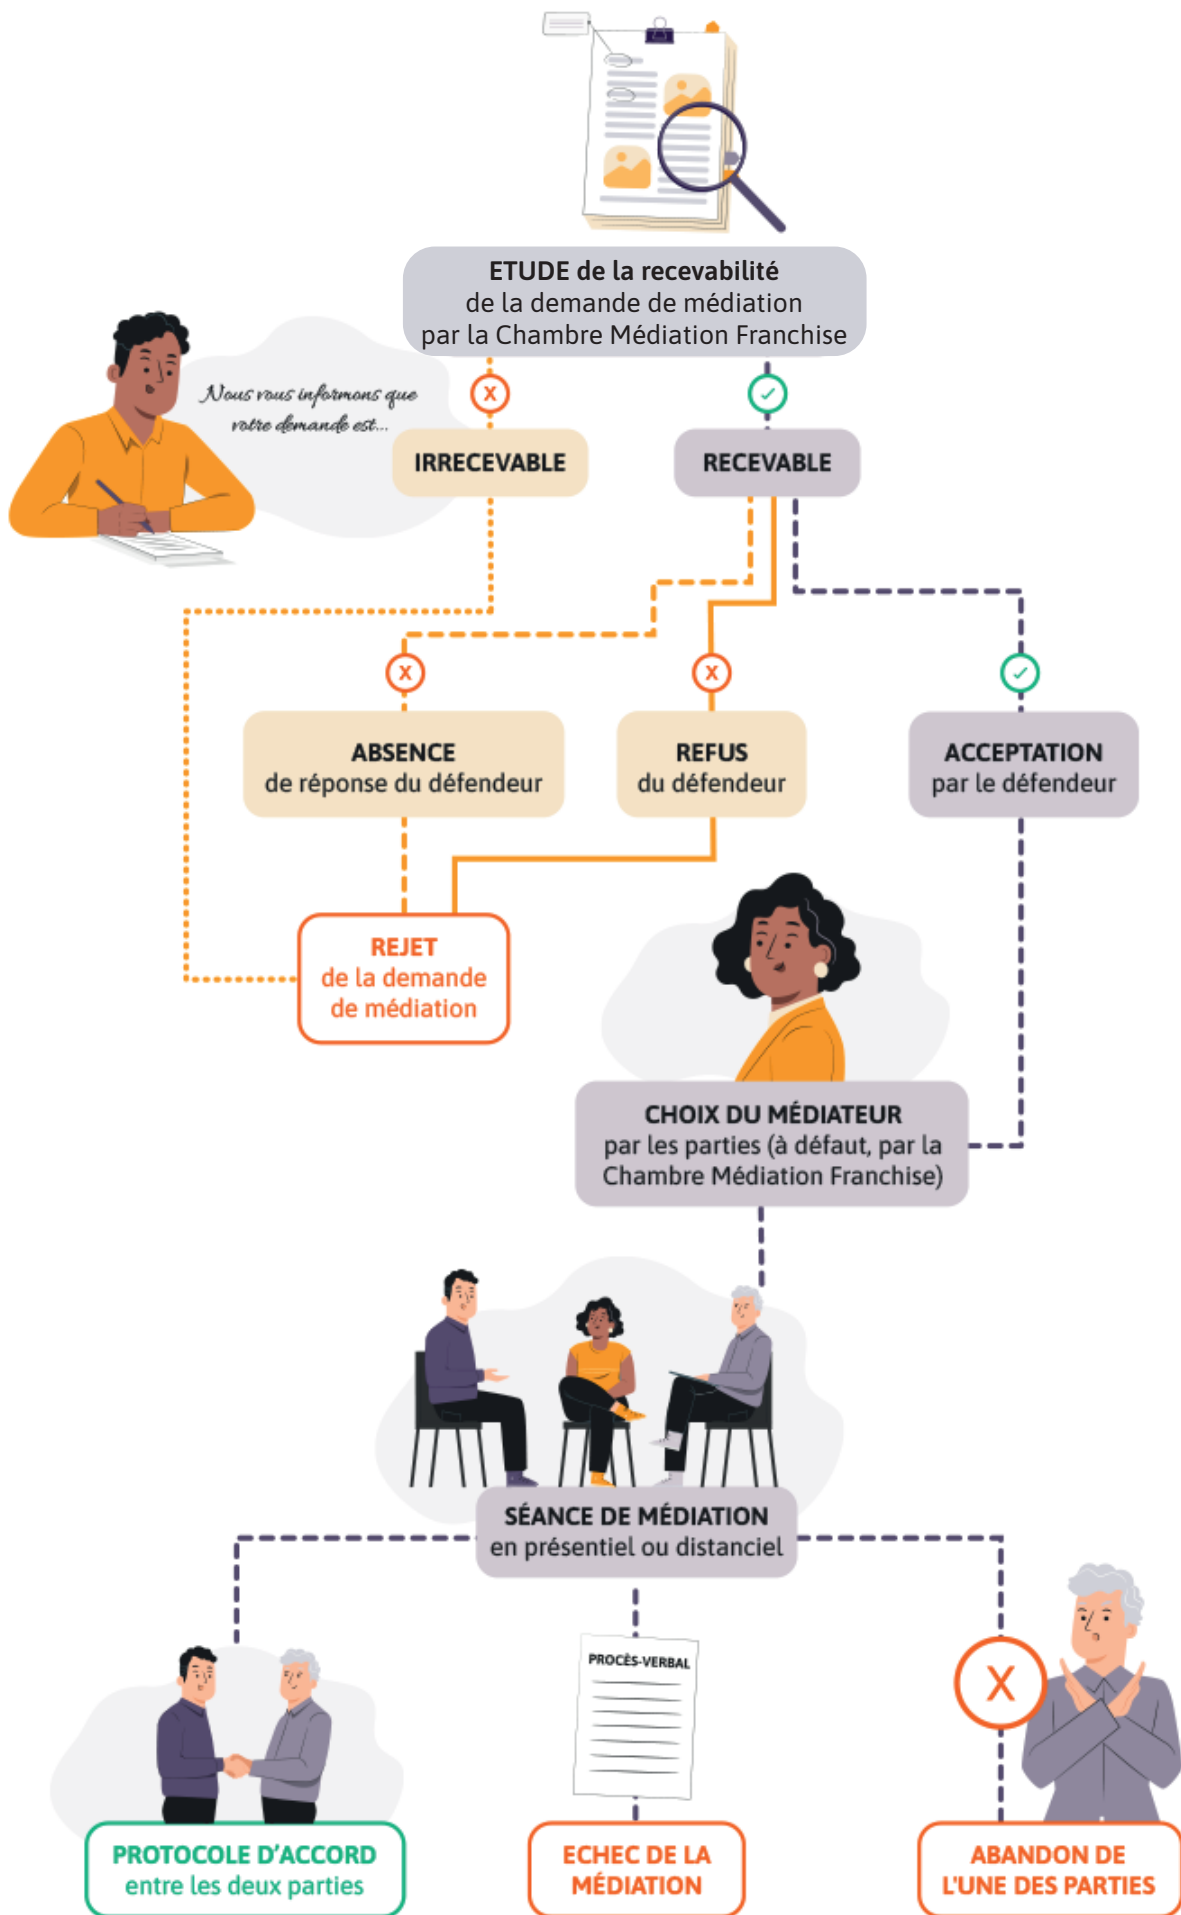 ETUDE de la recevabilité
de la demande de médiation
par la Chambre Médiation Franchise
Nous vous informons que
votre demande est...
X
IRRECEVABLE
RECEVABLE
X
X
ABSENCE
de réponse du défendeur
REFUS
du défendeur
ACCEPTATION
par le défendeur
REJET
de la demande
de médiation
CHOIX DU MÉDIATEUR
par les parties (à défaut, par la
Chambre Médiation Franchise)
SÉANCE DE MÉDIATION
en présentiel ou distanciel
PROCÈS-VERBAL
X
PROTOCOLE D'ACCORD
entre les deux parties
ECHEC DE LA
MÉDIATION
ABANDON DE
L'UNE DES PARTIES